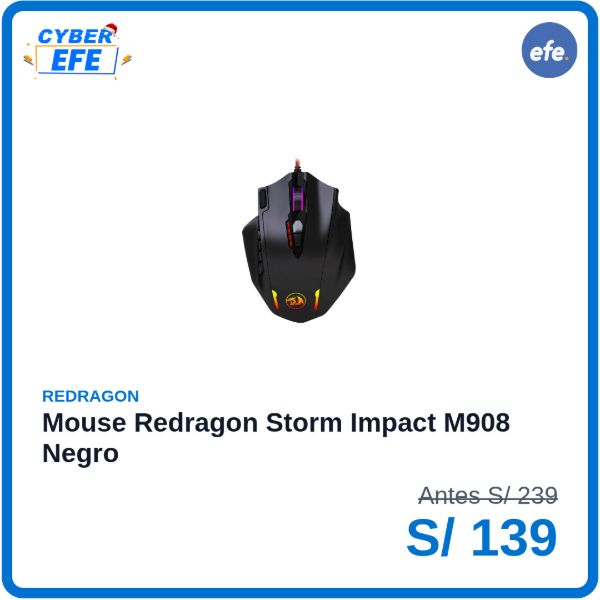 CYBER
EFE
efe.
REDRAGON
Mouse Redragon Storm Impact M908
Negro
Antes S/ 239
S/ 139